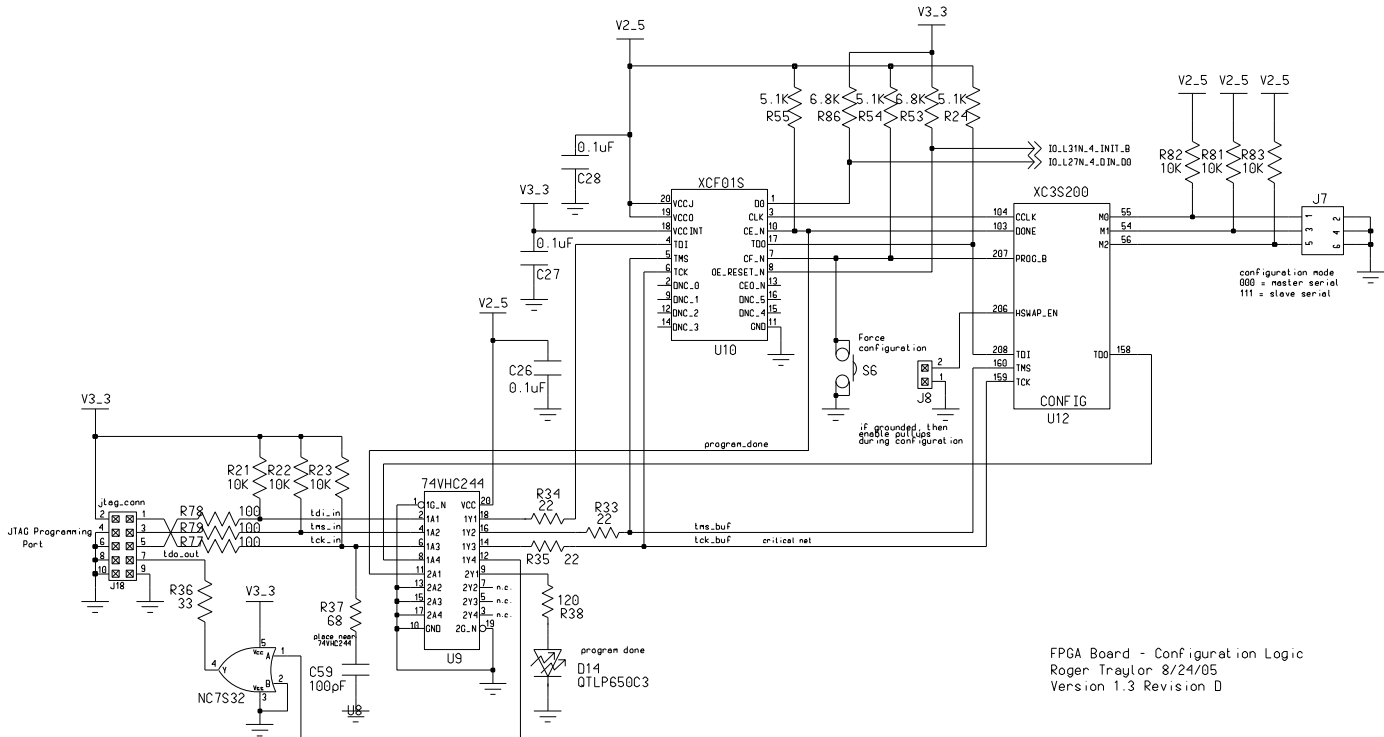 V2_5
V3_3
5.1K
R55
6.8K
R86
5.1K
R54
6.8K
R53
5.1K
R24
V2_5
V2_5
V2_5
R82
10K
R81
10K
R83
10K
IO_L31N_4_INIT_B
IO_L27N_4_DIN_D0
0.1uF
C28
V3_3
0.1uF
C27
XCF01S
20 VCCJ
19 VCCO
18 VCCINT
4 TDI
5 TMS
6 TCK
2 DNC_0
9 DNC_1
12 DNC_2
14 DNC_3
D0 1
CLK 3
CE_N 10
TDO 17
CF_N 7
OE_RESET_N 8
CEO_N 13
DNC_5 16
DNC_4 15
GND 11
U10
XC3S200
104 CCLK
103 DONE
207 PROG_B
206 HSWAP_EN
208 TDI
160 TMS
159 TCK
M0 55
M1 54
M2 56
TDO 158
CONFIG
U12
J7
1 2
3 4
5 6
configuration mode
000 = master serial
111 = slave serial
Force
configuration
S6
2
1
J8
if grounded, then
enable pullups
during configuration
V2_5
C26
0.1uF
V3_3
program_done
R21
10K
R22
10K
R23
10K
jtag_conn
JTAG Programming
Port
2 1
4 3
6 5
8 7
10 9
J18
R78 100
R79 100
R77 100
tdi_in
tms_in
tck_in
tdo_out
74VHC244
1 1G_N
2 1A1
4 1A2
6 1A3
8 1A4
11 2A1
13 2A2
15 2A3
17 2A4
10 GND
VCC 20
1Y1 18
1Y2 16
1Y3 14
1Y4 12
2Y1 9
2Y2 7 n.c.
2Y3 5 n.c.
2Y4 3 n.c.
2G_N 19
U9
R34
22
R33
22
R35 22
tms_buf
tck_buf
critical net
R36
33
V3_3
5
Vcc A 1
4 Y
Vcc B 2
3
NC7S32
R37
68
place near
74VHC244
C59
100pF
U8
120
R38
program done
D14
QTLP650C3
FPGA Board - Configuration Logic
Roger Traylor 8/24/05
Version 1.3 Revision D